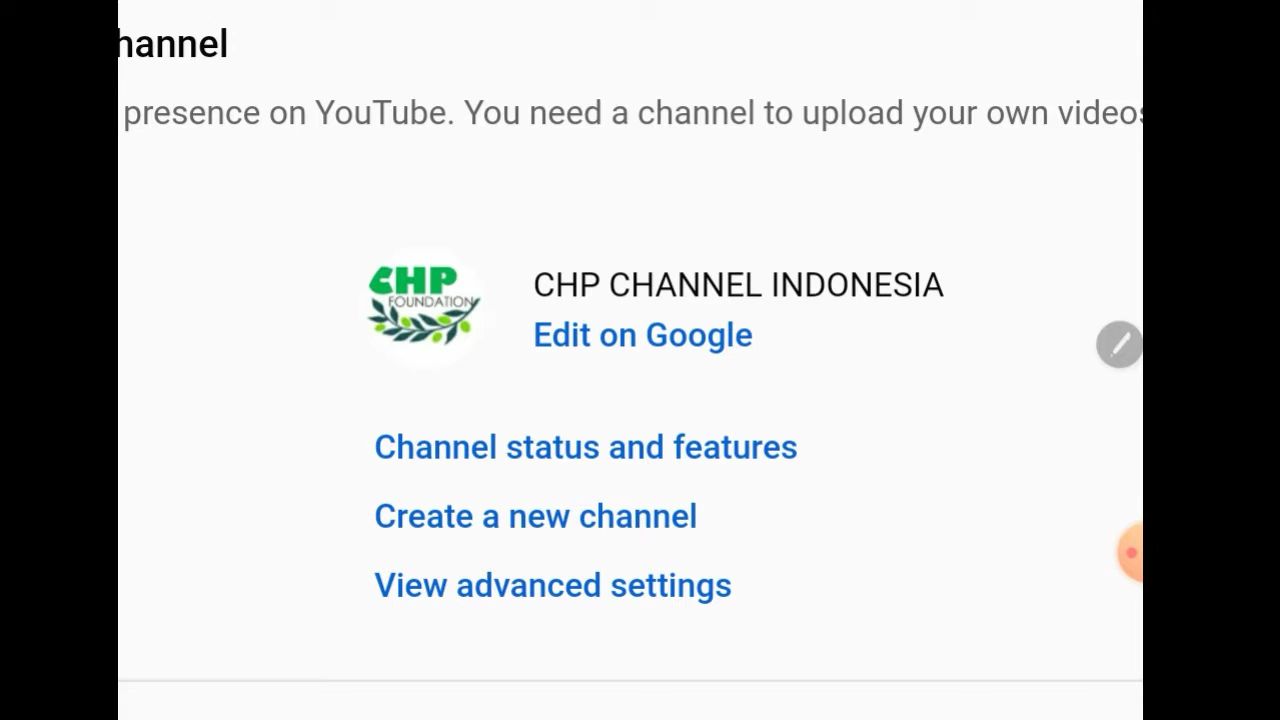 hannel
presence on YouTube. You need a channel to upload your own videos
CHP
FOUNDATION
CHP CHANNEL INDONESIA
Edit on Google
Channel status and features
Create a new channel
View advanced settings